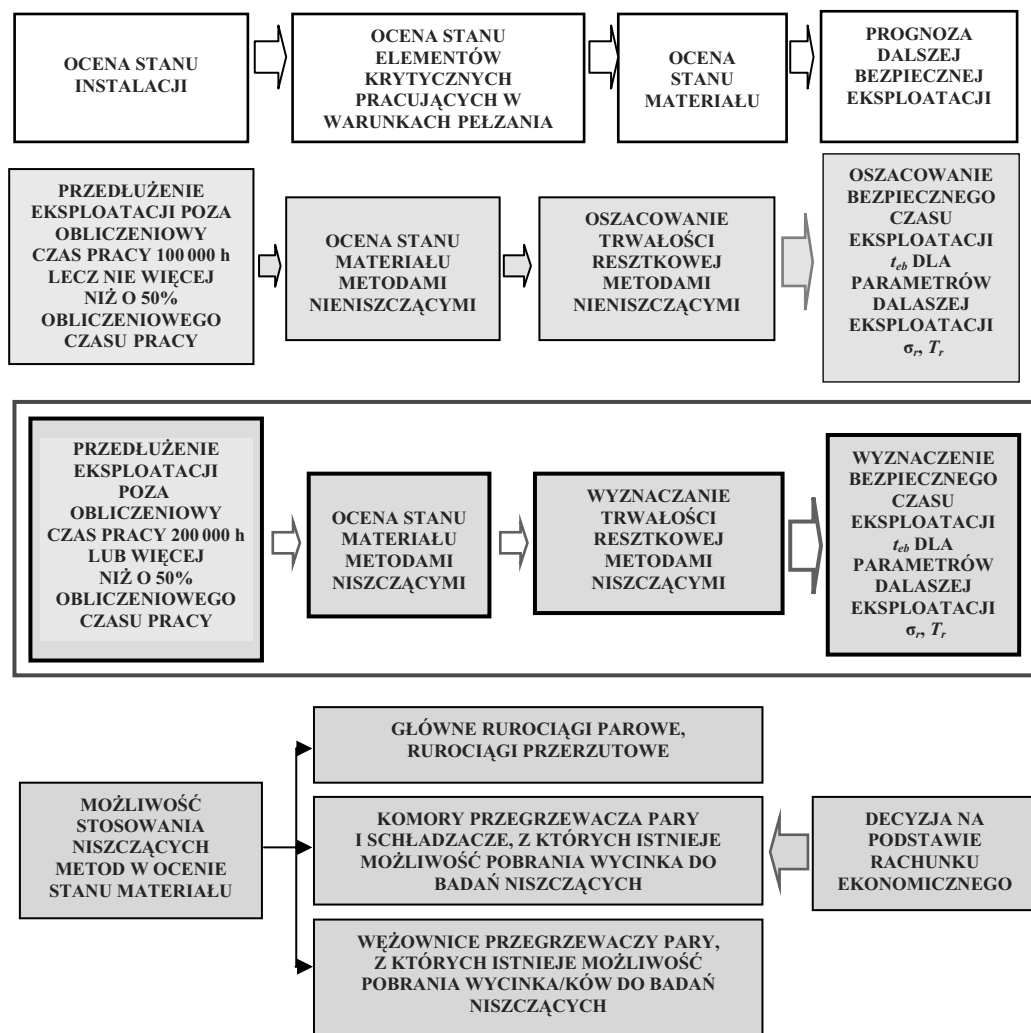 OCENA STANU
INSTALACJI
OCENA STANU
ELEMENTÓW
KRYTYCZNYCH
PRACUJĄCYCH W
WARUNKACH PEŁZANIA
OCENA
STANU
MATERIAŁU
PROGNOZA
DALSZEJ
BEZPIECZNEJ
EKSPLOATACJI
PRZEDŁUŻENIE
EKSPLOATACJI POZA
OBLICZENIOWY
CZAS PRACY 100 000 h
LECZ NIE WIĘCEJ
NIŻ O 50%
OBLICZENIOWEGO
CZASU PRACY
OCENA STANU
MATERIAŁU
METODAMI
NIENISZCZĄCYMI
OSZACOWANIE
TRWAŁOŚCI
RESZTKOWEJ
METODAMI
NIENISZCZĄCYMI
OSZACOWANIE
BEZPIECZNEGO
CZASU
EKSPLOATACJI
t_eb DLA
PARAMETRÓW
DALASZEJ
EKSPLOATACJI
σ_r, T_r
PRZEDŁUŻENIE
EKSPLOATACJI
POZA
OBLICZENIOWY
CZAS PRACY 200 000 h
LUB WIĘCEJ
NIŻ O 50%
OBLICZENIOWEGO
CZASU PRACY
OCENA STANU
MATERIAŁU
METODAMI
NISZCZĄCYMI
WYZNACZANIE
TRWAŁOŚCI
RESZTKOWEJ
METODAMI
NISZCZĄCYMI
WYZNACZENIE
BEZPIECZNEGO
CZASU
EKSPLOATACJI
t_eb DLA
PARAMETRÓW
DALASZEJ
EKSPLOATACJI
σ_r, T_r
MOŻLIWOŚĆ
STOSOWANIA
NISZCZĄCYCH
METOD W OCENIE
STANU MATERIAŁU
GŁÓWNE RUROCIĄGI PAROWE,
RUROCIĄGI PRZERZUTOWE
KOMORY PRZEGRZEWACZA PARY
I SCHŁADZACZE, Z KTÓRYCH ISTNIEJE
MOŻLIWOŚĆ POBRANIA WYCINKA DO
BADAŃ NISZCZĄCYCH
WĘŻOWNICE PRZEGRZEWACZY PARY,
Z KTÓRYCH ISTNIEJE MOŻLIWOŚĆ
POBRANIA WYCINKA/KÓW DO BADAŃ
NISZCZĄCYCH
DECYZJA NA
PODSTAWIE
RACHUNKU
EKONOMICZNEGO